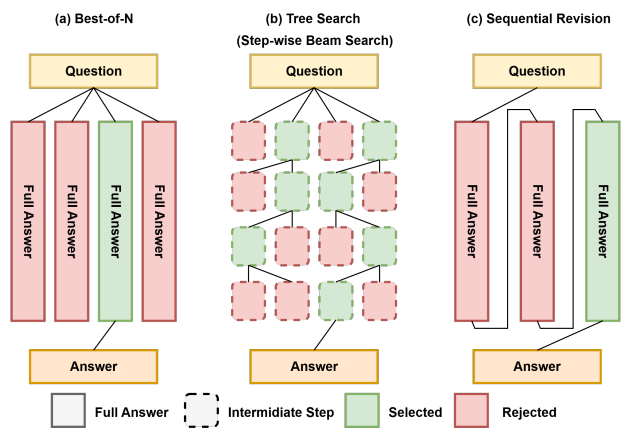 (a) Best-of-N
(b) Tree Search
(Step-wise Beam Search)
(c) Sequential Revision
Question
Question
Question
Full Answer
Full Answer
Full Answer
Full Answer
Full Answer
Full Answer
Full Answer
Answer
Answer
Answer
Full Answer
Intermidiate Step
Selected
Rejected